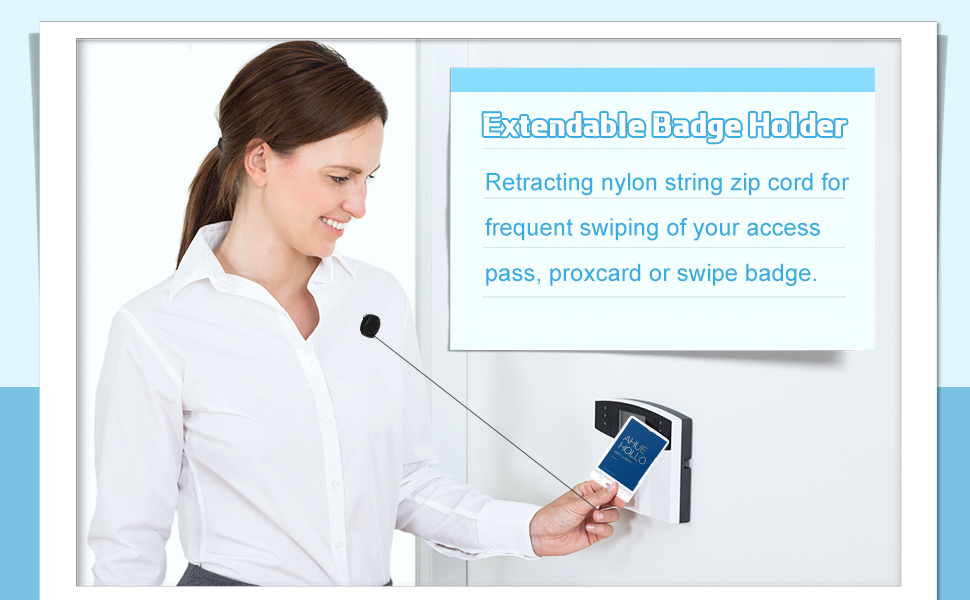 Extendable Badge Holder
Retracting nylon string zip cord for
frequent swiping of your access
pass, proxcard or swipe badge.
AHUE
HOLLO